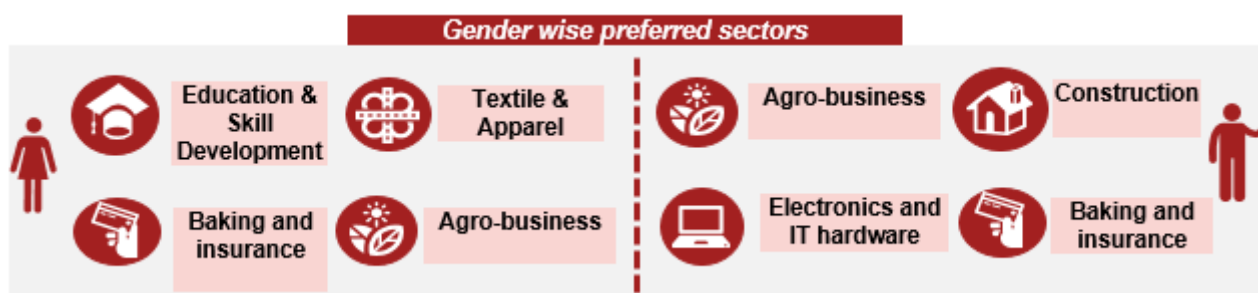 Gender wise preferred sectors
Education &
Skill
Development
Textile &
Apparel
Baking and
insurance
Agro-business
Agro-business
Construction
Electronics and
IT hardware
Baking and
insurance